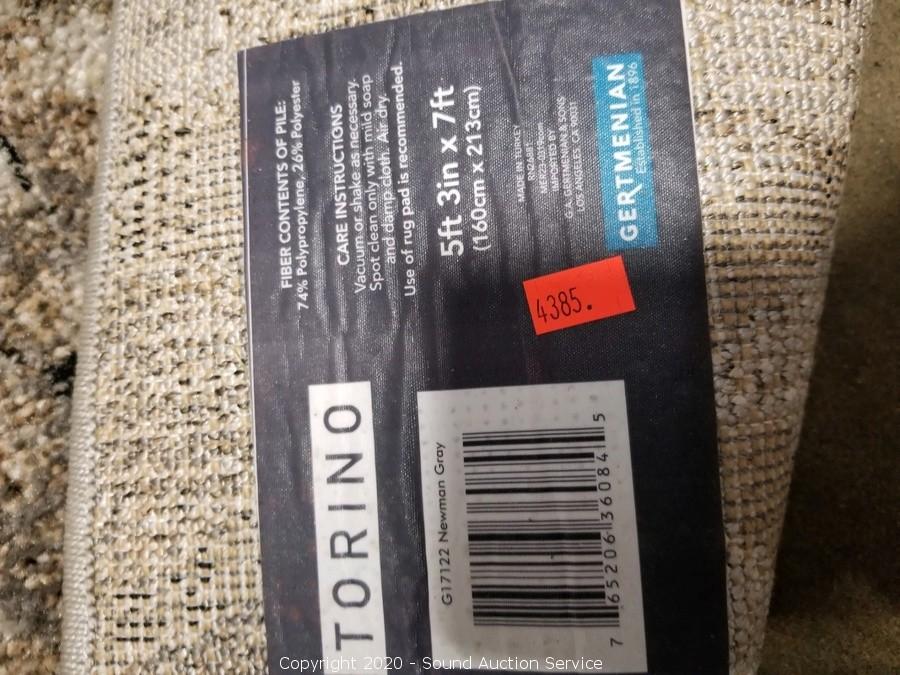 FIBER CONTENTS OF PILE:
74% Polypropylene, 26% Polyester
CARE INSTRUCTIONS
Vacuum or shake as necessary.
Spot clean only with mild soap
and damp cloth. Air dry.
Use of rug pad is recommended.
5ft 3in x 7ft
(160cm x 213cm)
MADE IN TURKEY
IMPORTED BY
G.A. GERTMENIAN & SONS
LOS ANGELES, CA 90031
GERTMENIAN
Established in 1896
4385.
TORINO
G17122 Newman Gray
7 65206 36084 5
Copyright 2020 - Sound Auction Service